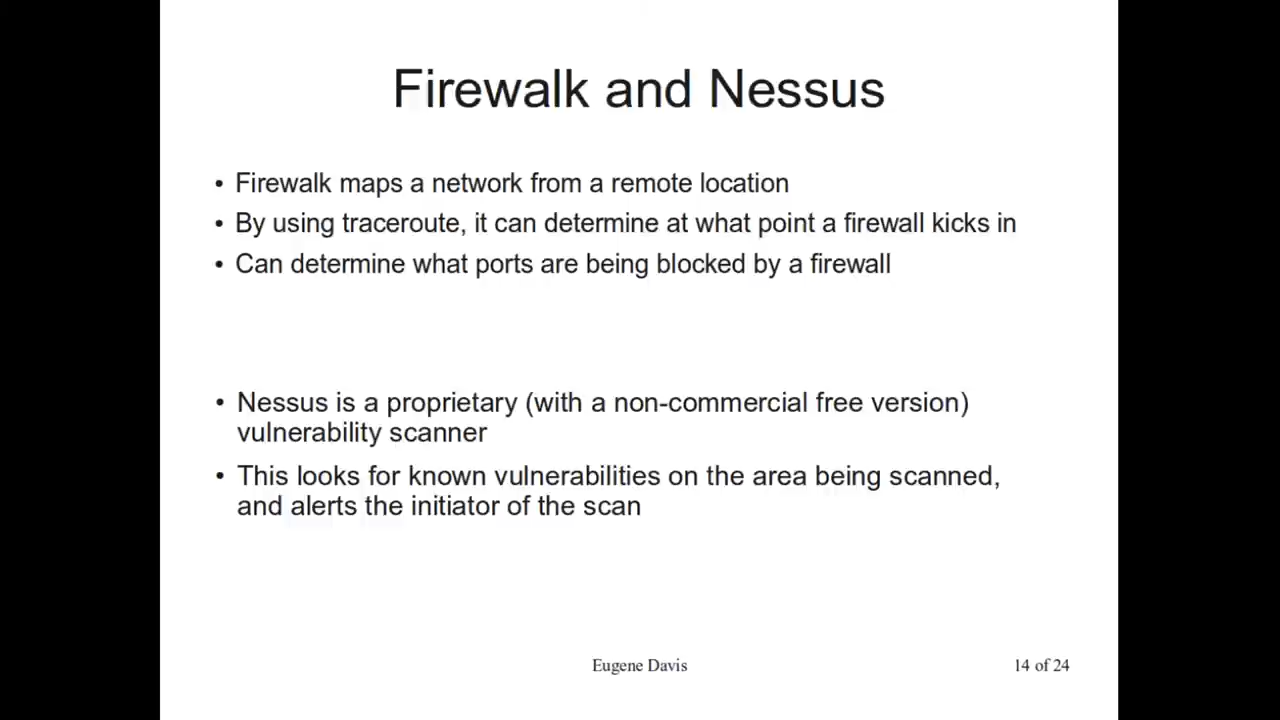 Firewalk and Nessus
• Firewalk maps a network from a remote location
• By using traceroute, it can determine at what point a firewall kicks in
• Can determine what ports are being blocked by a firewall
• Nessus is a proprietary (with a non-commercial free version)
vulnerability scanner
• This looks for known vulnerabilities on the area being scanned,
and alerts the initiator of the scan
Eugene Davis
14 of 24